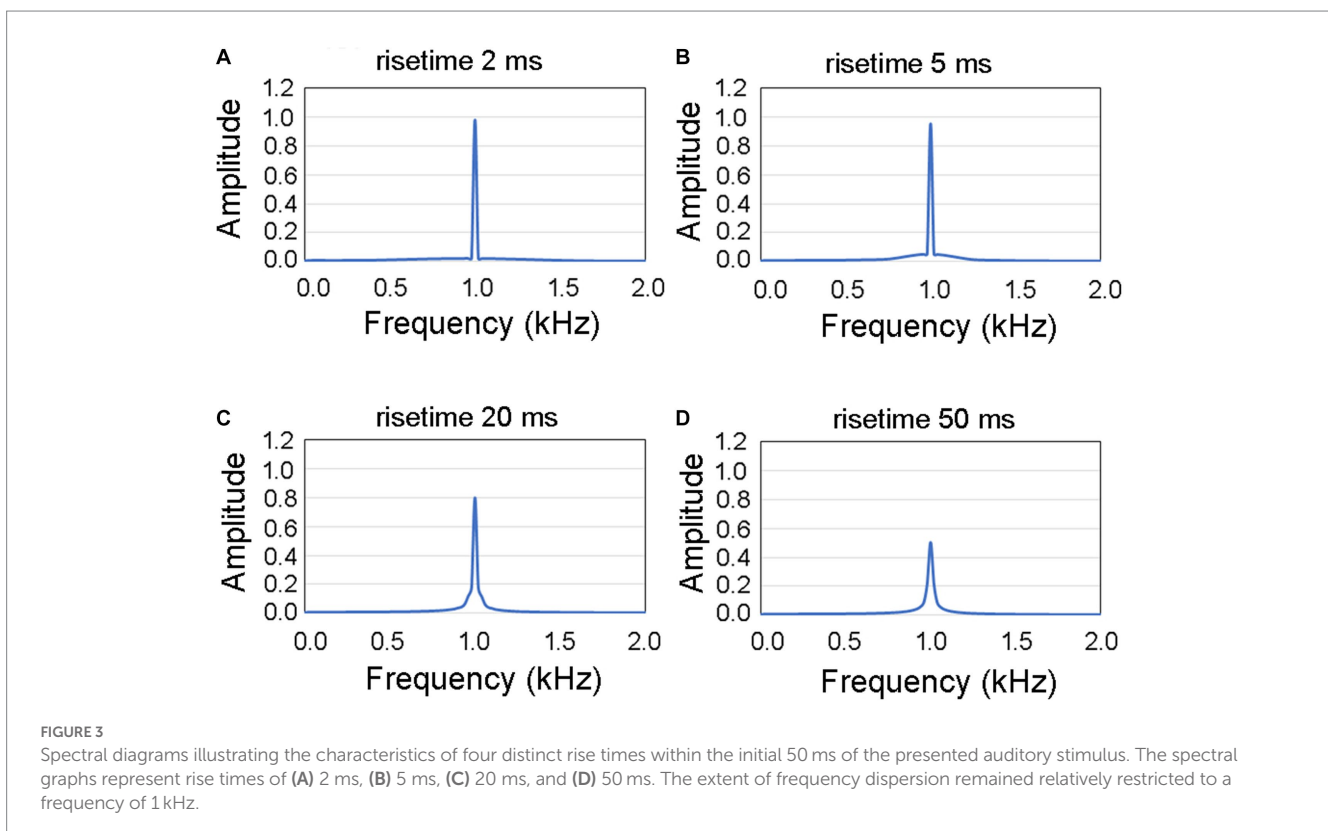 A
risetime 2 ms
1.2
1.0
0.8
0.6
0.4
0.2
0.0
Amplitude
0.0 0.5 1.0 1.5 2.0
Frequency (kHz)
B
risetime 5 ms
1.2
1.0
0.8
0.6
0.4
0.2
0.0
Amplitude
0.0 0.5 1.0 1.5 2.0
Frequency (kHz)
C
risetime 20 ms
1.2
1.0
0.8
0.6
0.4
0.2
0.0
Amplitude
0.0 0.5 1.0 1.5 2.0
Frequency (kHz)
D
risetime 50 ms
1.2
1.0
0.8
0.6
0.4
0.2
0.0
Amplitude
0.0 0.5 1.0 1.5 2.0
Frequency (kHz)
FIGURE 3
Spectral diagrams illustrating the characteristics of four distinct rise times within the initial 50 ms of the presented auditory stimulus. The spectral
graphs represent rise times of (A) 2 ms, (B) 5 ms, (C) 20 ms, and (D) 50 ms. The extent of frequency dispersion remained relatively restricted to a
frequency of 1 kHz.